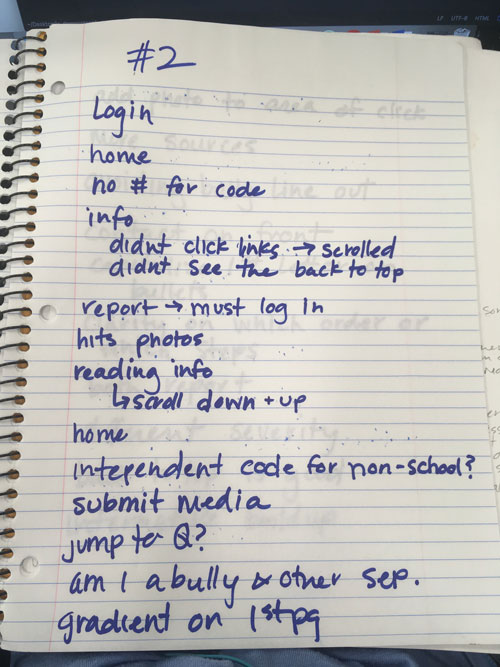 #2
Login
home
no # for code
info
didnt click links → scrolled
didnt see the back to top
report → must log in
hits photos
reading info
↳ scroll down + up
home
intependent code for non-school?
submit media
jump to Q?
am I a bully & other sep.
gradient on 1st pg